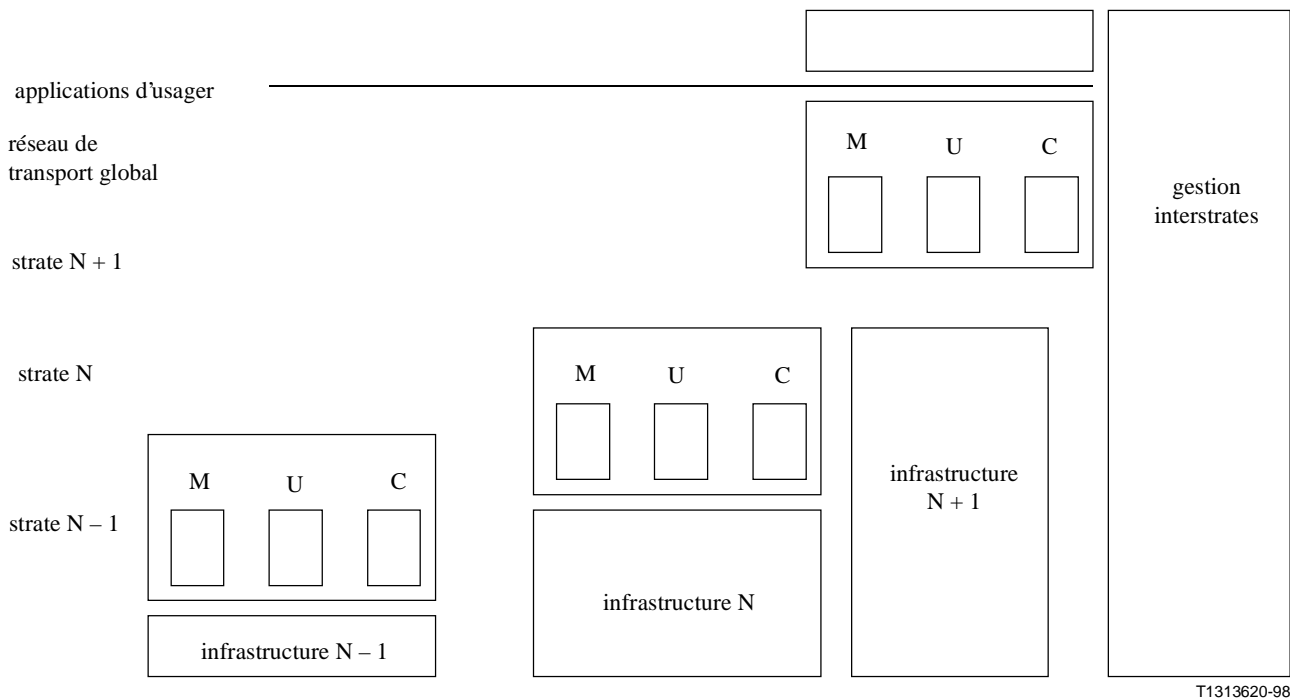 applications d'usager
réseau de
transport global
M U C
gestion
interstrates
strate N + 1
strate N
M U C
infrastructure
N + 1
M U C
strate N – 1
infrastructure N
infrastructure N – 1
T1313620-98